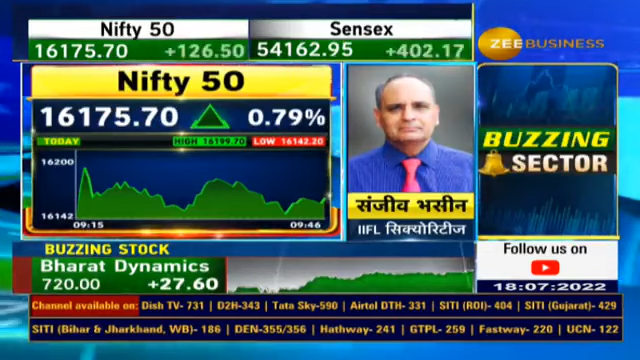 Nifty 50
Sensex
16175.70 +126.50
54162.95 +402.17
ZEE BUSINESS
Nifty 50
16175.70 0.79%
TODAY HIGH 16199.70 LOW 16142.20
16200
16142
09:15 09:46
संजीव भसीन
IIFL सिक्योरिटीज
BUZZING
SECTOR
BUZZING STOCK
Bharat Dynamics
720.00 +27.60
Follow us on
18:07:2022
Channel available on: Dish TV- 731 | D2H-343 | Tata Sky-590 | Airtel DTH- 331 | SITI (ROI)- 404 | SITI (Gujarat)- 429
SITI (Bihar & Jharkhand, WB)- 186 | DEN-355/356 | Hathway- 241 | GTPL- 259 | Fastway- 220 | UCN- 122